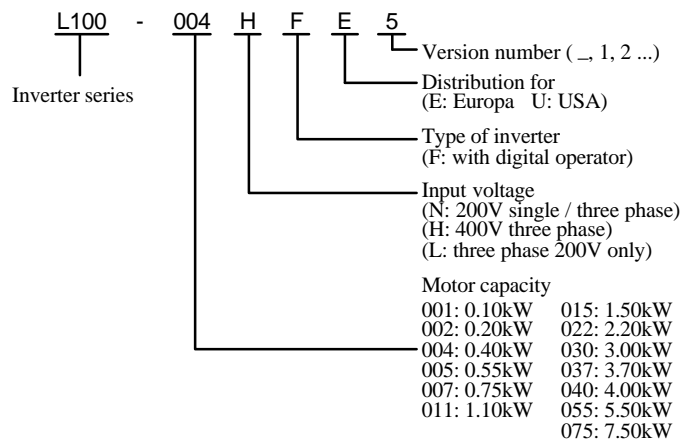 L100 - 004 H F E 5
Version number ( _, 1, 2 ...)
Distribution for
(E: Europa U: USA)
Inverter series
Type of inverter
(F: with digital operator)
Input voltage
(N: 200V single / three phase)
(H: 400V three phase)
(L: three phase 200V only)
Motor capacity
001: 0.10kW 015: 1.50kW
002: 0.20kW 022: 2.20kW
004: 0.40kW 030: 3.00kW
005: 0.55kW 037: 3.70kW
007: 0.75kW 040: 4.00kW
011: 1.10kW 055: 5.50kW
075: 7.50kW